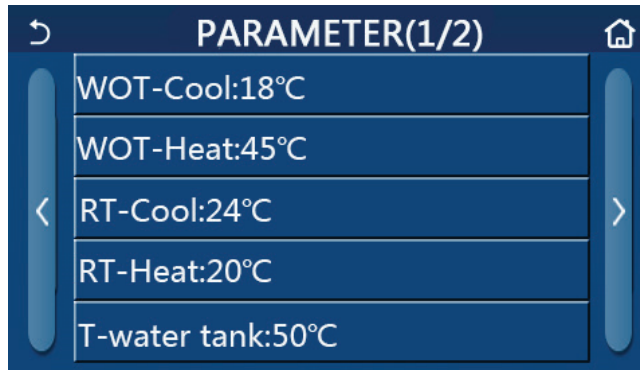 PARAMETER(1/2)
WOT-Cool:18℃
WOT-Heat:45℃
RT-Cool:24℃
RT-Heat:20℃
T-water tank:50℃